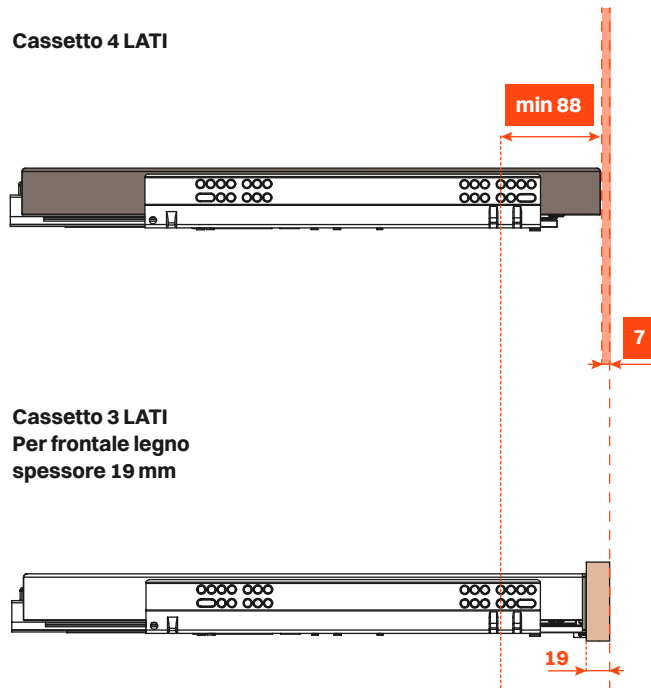 Cassetto 4 LATI
min 88
7
Cassetto 3 LATI
Per frontale legno
spessore 19 mm
19